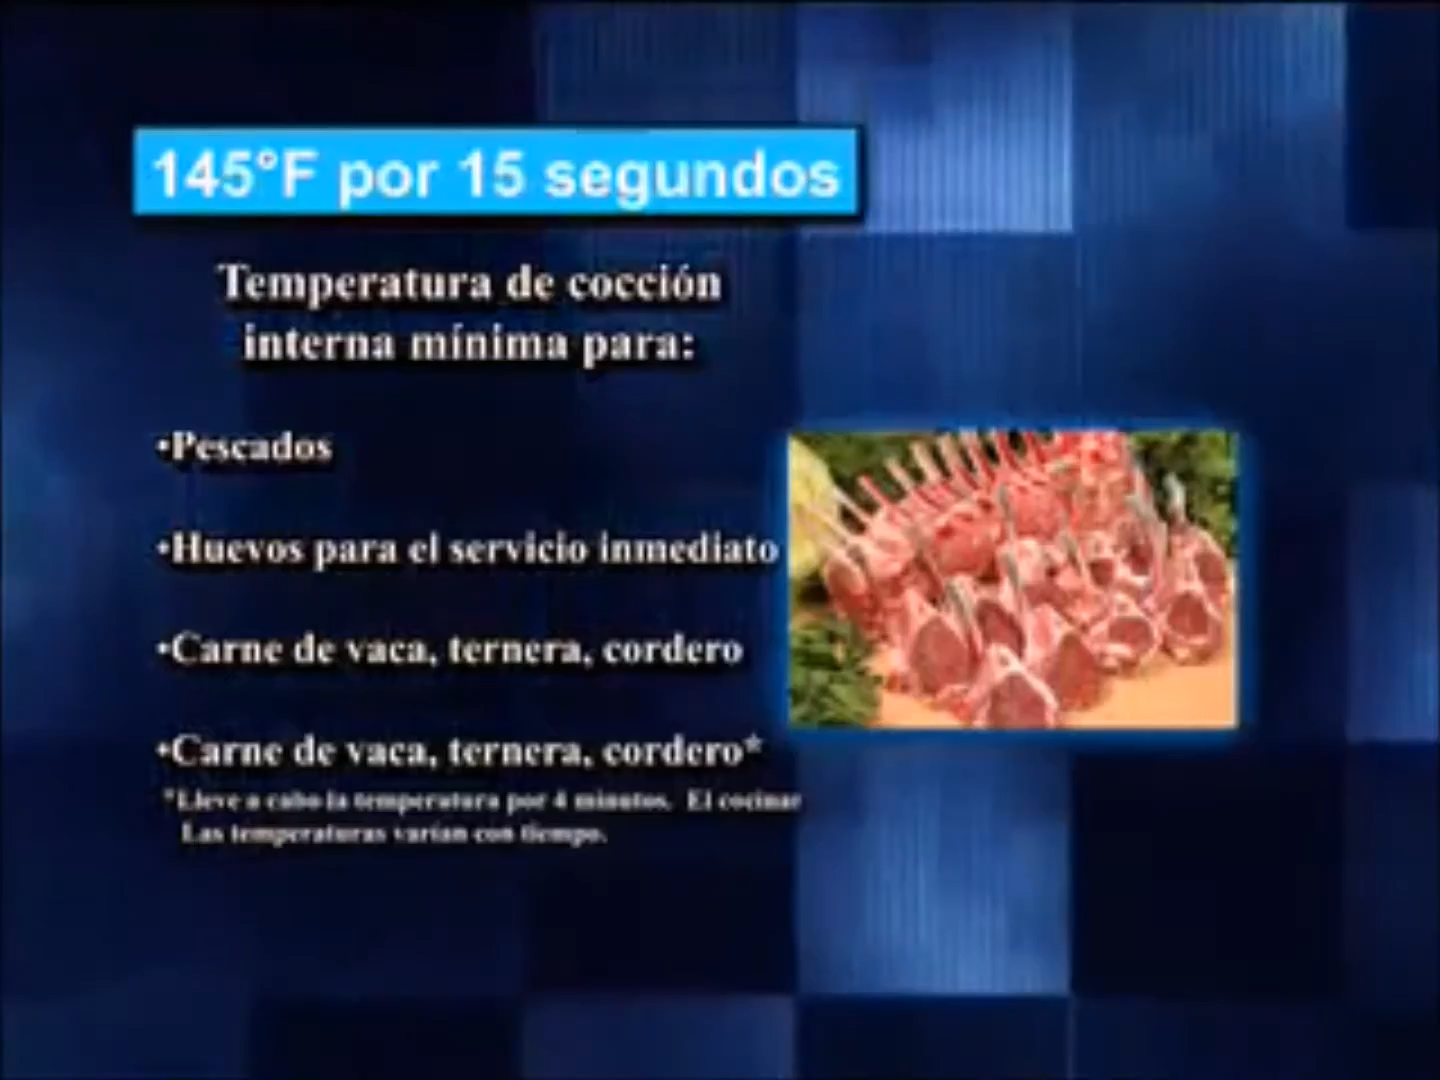 145°F por 15 segundos
Temperatura de cocción
interna mínima para:
•Pescados
•Huevos para el servicio inmediato
•Carne de vaca, ternera, cordero
•Carne de vaca, ternera, cordero*
*Lleve a cabo la temperatura por 4 minutos. El cocinar
Las temperaturas varían con tiempo.